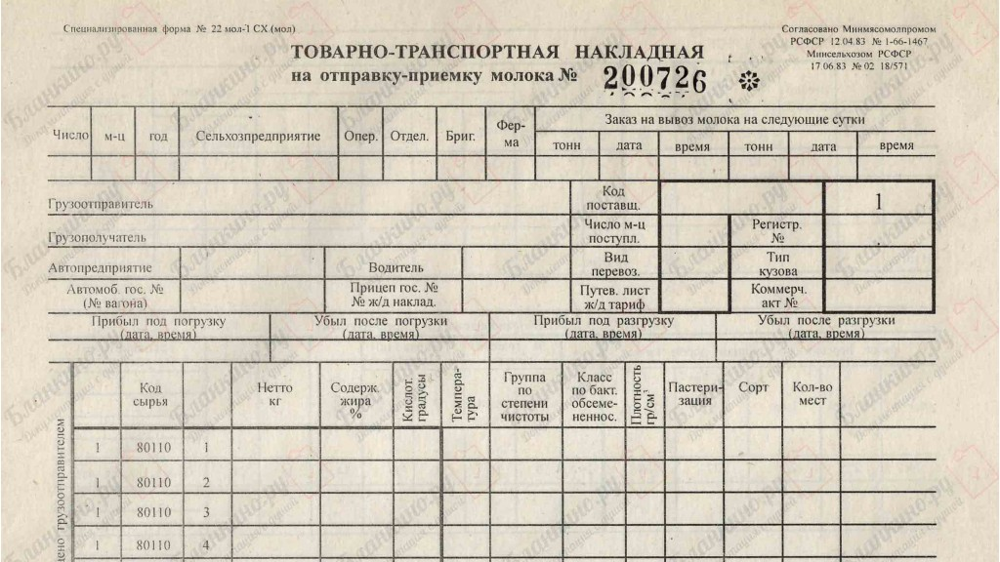 Специализированная форма № 22 мол-1 СХ (мол)
Согласовано Минмясомолпромом
РСФСР 12.04.83 № 1-66-1467
Минсельхозом РСФСР
17.06.83 № 02 18/571
ТОВАРНО-ТРАНСПОРТНАЯ НАКЛАДНАЯ
на отправку-приемку молока № 200726
Число м-ц год Сельхозпредприятие Опер. Отдел. Бриг. Фер-
ма
Заказ на вывоз молока на следующие сутки
тонн дата время тонн дата время
Грузоотправитель
Код
поставщ.
1
Грузополучатель
Число м-ц
поступл.
Регистр.
№
Автопредприятие
Водитель
Вид
перевоз.
Тип
кузова
Автомоб. гос. №
(№ вагона)
Прицеп гос. №
№ ж/д наклад.
Путев. лист
ж/д тариф
Коммерч.
акт №
Прибыл под погрузку
(дата, время)
Убыл после погрузки
(дата, время)
Прибыл под разгрузку
(дата, время)
Убыл после разгрузки
(дата, время)
Код
сырья
Нетто
кг
Содерж.
жира
%
Кислот.
градусы
Темпера-
тура
Группа
по
степени
чистоты
Класс
по бакт.
обсеме-
неннос.
Плотность
гр/см³
Пастери-
зация
Сорт
Кол-во
мест
1 80110 1
1 80110 2
1 80110 3
1 80110 4
грузоотправителем
Бланкино.ру